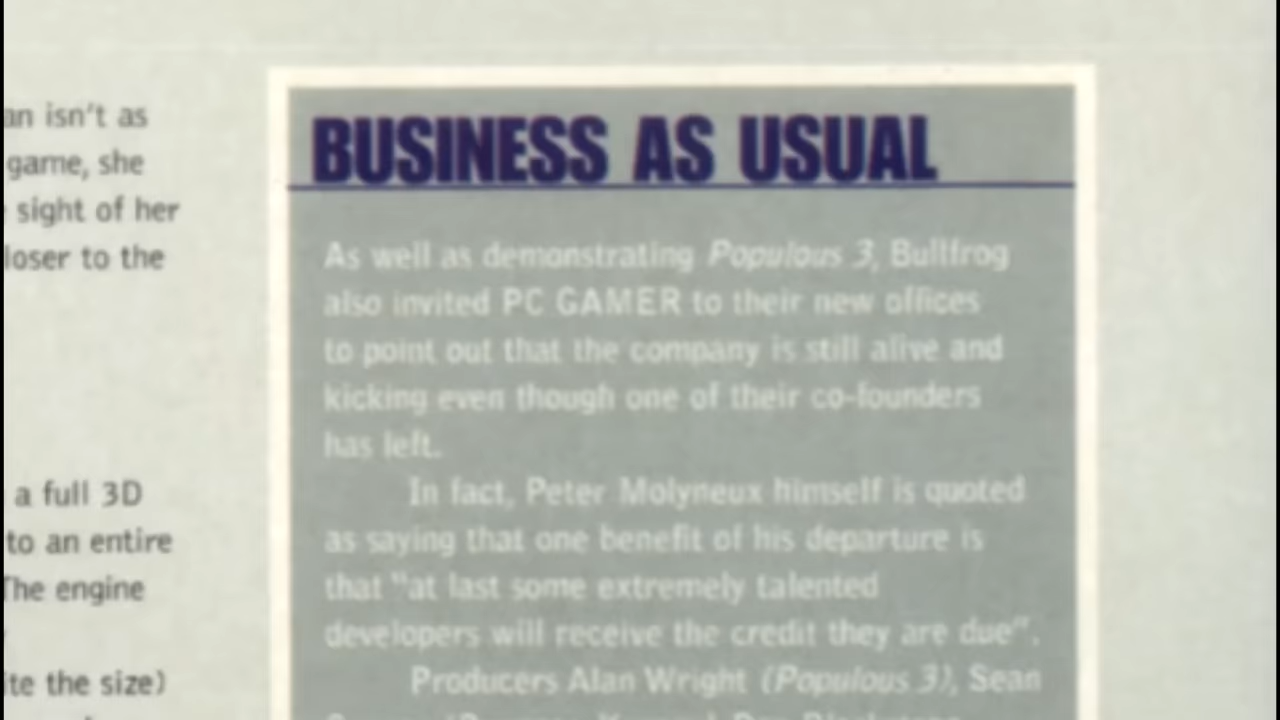 an isn't as
game, she
sight of her
loser to the
a full 3D
to an entire
The engine
ite the size)
BUSINESS AS USUAL
As well as demonstrating Populous 3, Bullfrog
also invited PC GAMER to their new offices
to point out that the company is still alive and
kicking even though one of their co-founders
has left.
In fact, Peter Molyneux himself is quoted
as saying that one benefit of his departure is
that "at last some extremely talented
developers will receive the credit they are due".
Producers Alan Wright (Populous 3), Sean